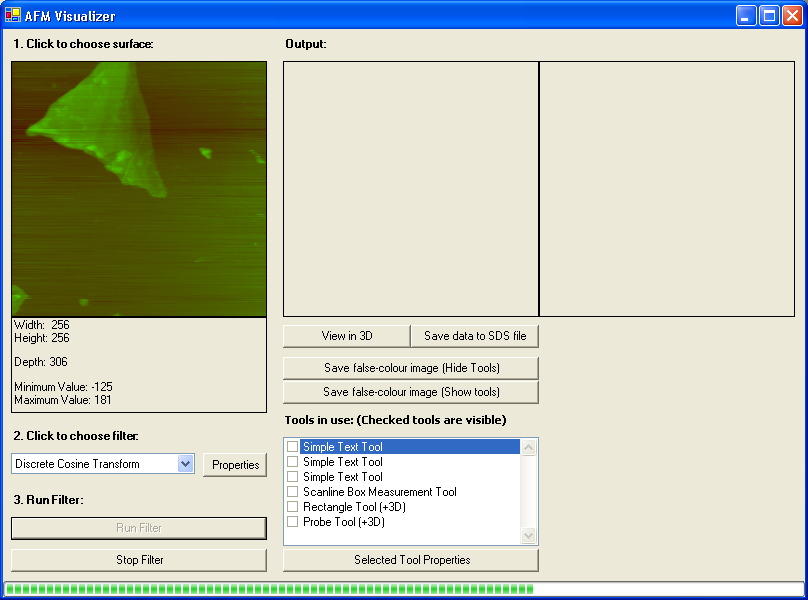 AFM Visualizer
1. Click to choose surface:
Output:
Width: 256
Height: 256
Depth: 306
Minimum Value: -125
Maximum Value: 181
View in 3D
Save data to SDS file
Save false-colour image (Hide Tools)
Save false-colour image (Show tools)
Tools in use: (Checked tools are visible)
Simple Text Tool
Simple Text Tool
Simple Text Tool
Scanline Box Measurement Tool
Rectangle Tool (+3D)
Probe Tool (+3D)
Selected Tool Properties
2. Click to choose filter:
Discrete Cosine Transform
Properties
3. Run Filter:
Run Filter
Stop Filter